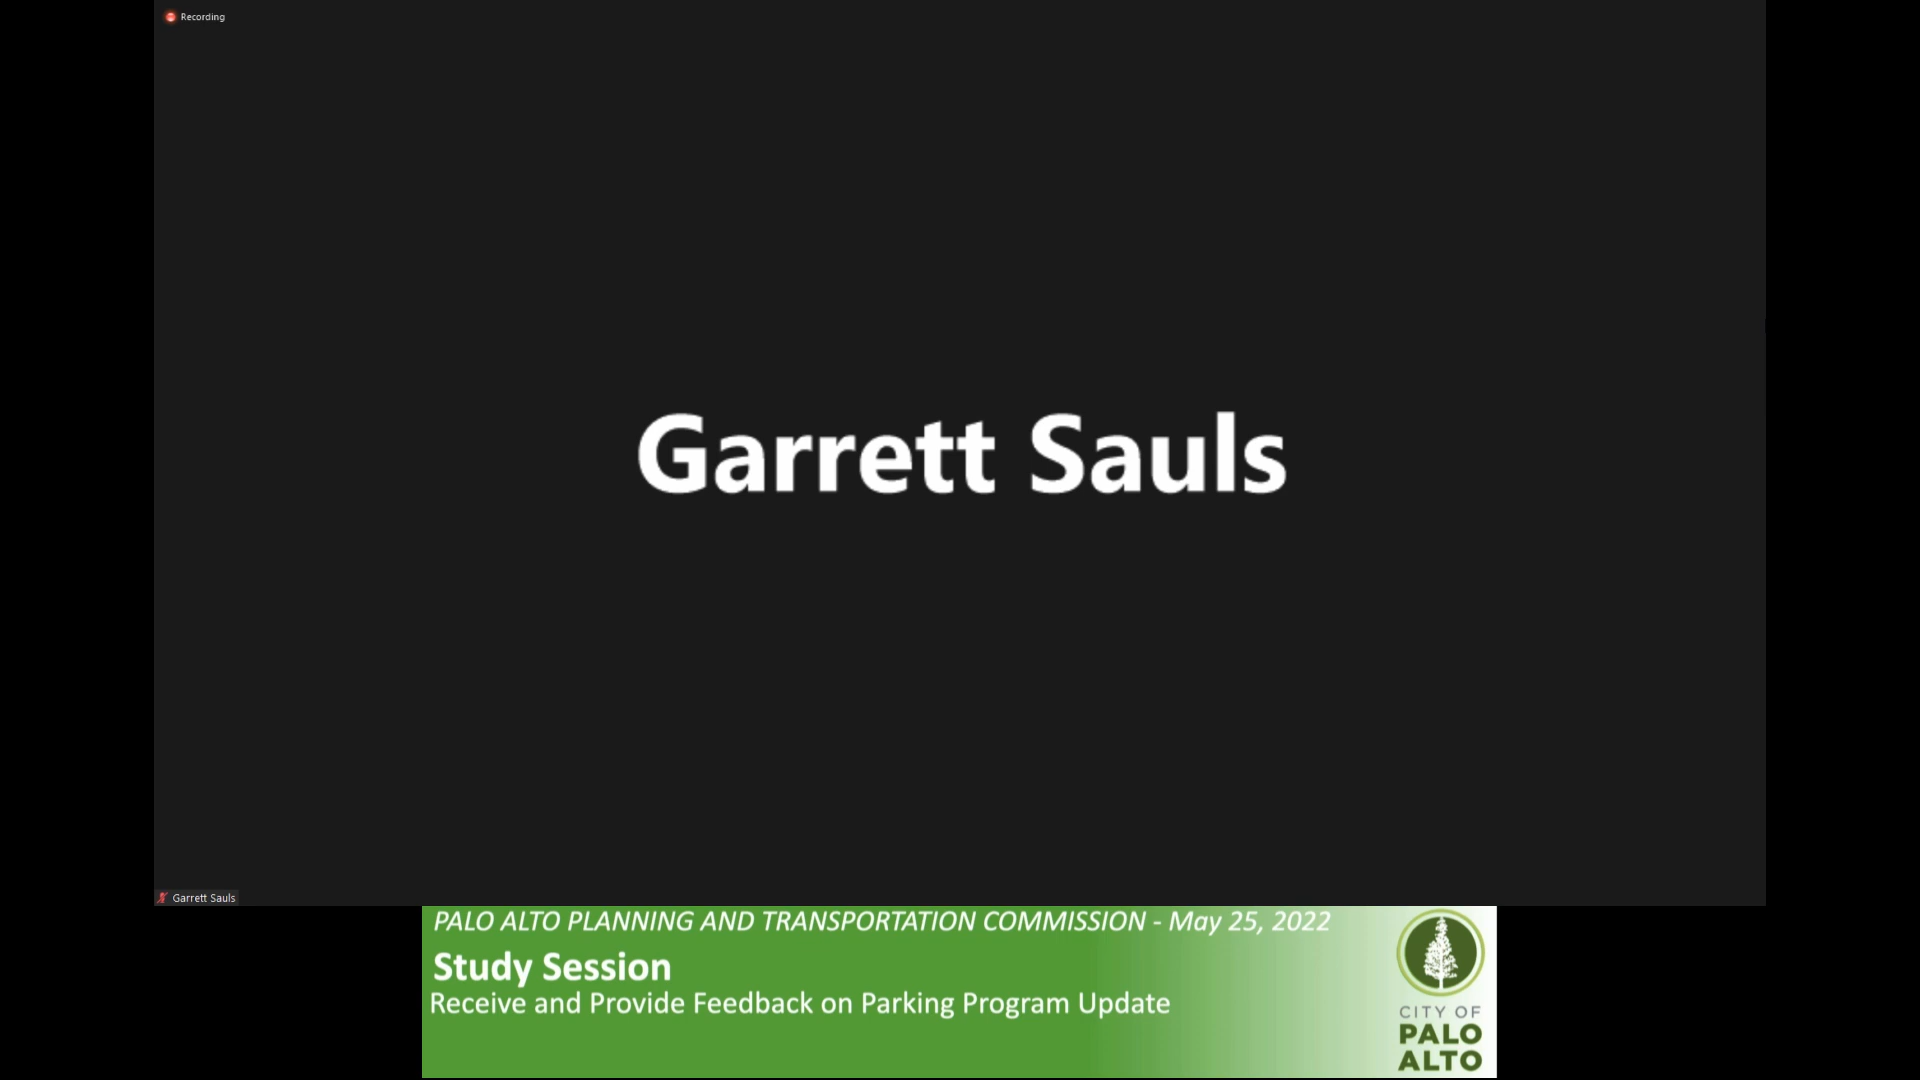 Recording
Garrett Sauls
Garrett Sauls
PALO ALTO PLANNING AND TRANSPORTATION COMMISSION - May 25, 2022
Study Session
Receive and Provide Feedback on Parking Program Update
CITY OF
PALO
ALTO